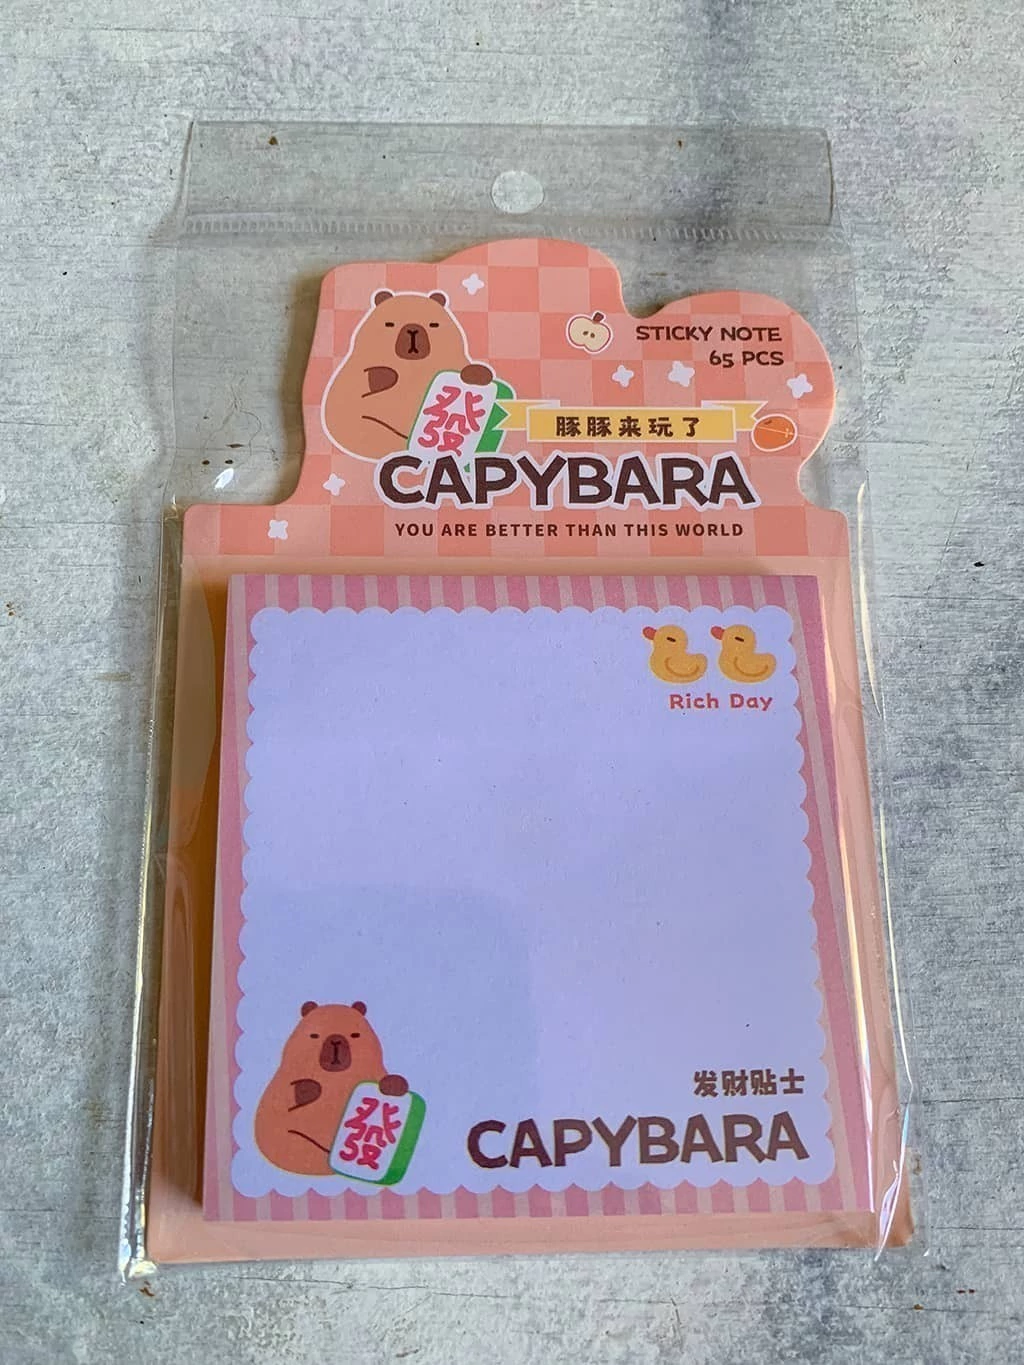 STICKY NOTE
65 PCS
發
豚豚来玩了
CAPYBARA
YOU ARE BETTER THAN THIS WORLD
Rich Day
发财贴士
發
CAPYBARA